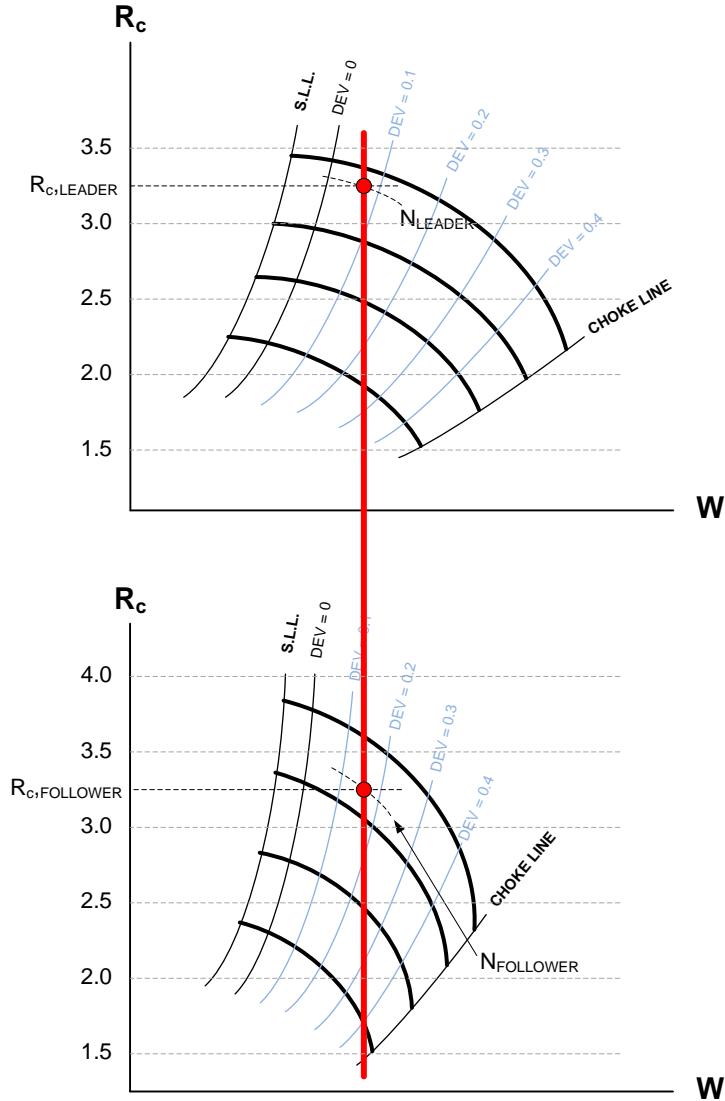 Rc
S.L.L.
DEV = 0
DEV = 0.1
DEV = 0.2
DEV = 0.3
DEV = 0.4
3.5
Rc,LEADER
3.0
NLEADER
2.5
CHOKE LINE
2.0
1.5
W
Rc
S.L.L.
DEV = 0
DEV = 0.1
DEV = 0.2
DEV = 0.3
DEV = 0.4
4.0
3.5
Rc,FOLLOWER
3.0
CHOKE LINE
2.5
NFOLLOWER
2.0
1.5
W